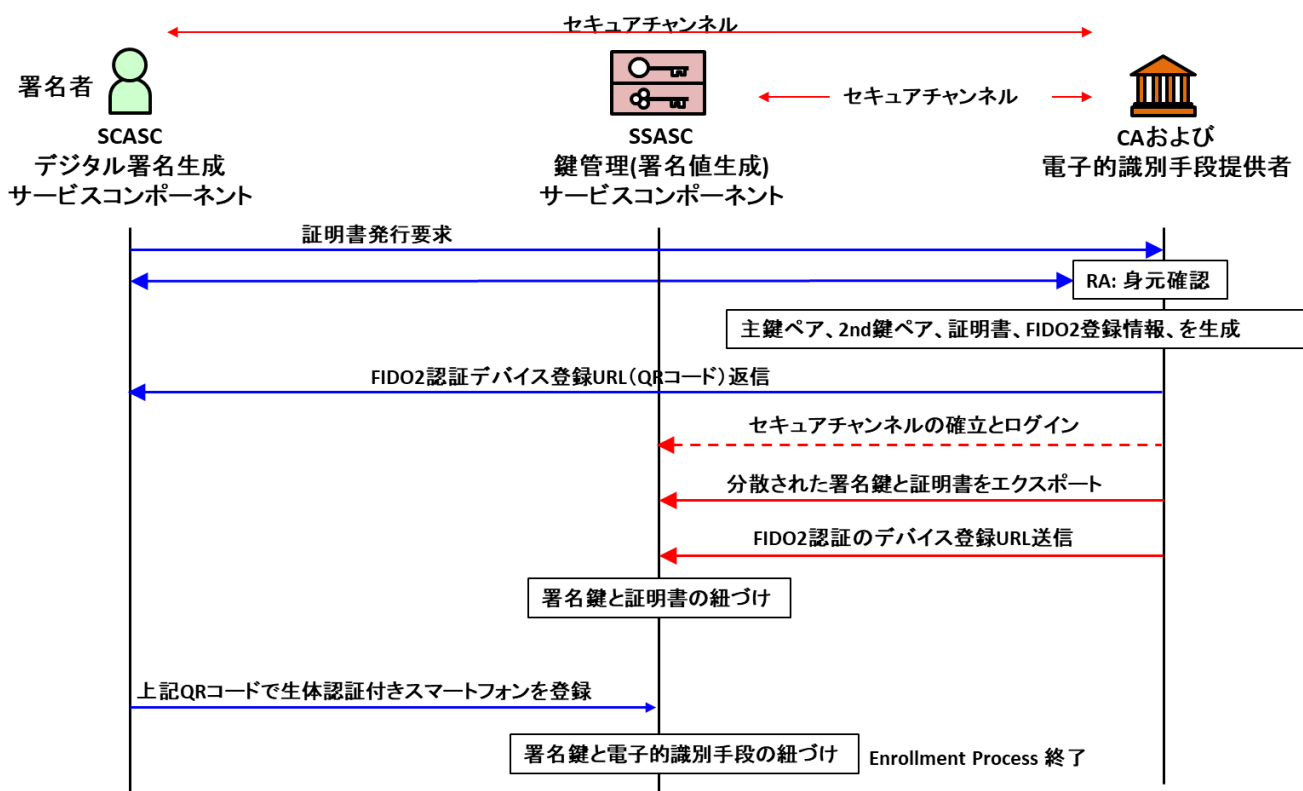 セキュアチャンネル
署名者
セキュアチャンネル
SCASC
デジタル署名生成
サービスコンポーネント
SSASC
鍵管理(署名値生成)
サービスコンポーネント
CAおよび
電子的識別手段提供者
証明書発行要求
RA: 身元確認
主鍵ペア、2nd鍵ペア、証明書、FIDO2登録情報、を生成
FIDO2認証デバイス登録URL(QRコード)返信
セキュアチャンネルの確立とログイン
分散された署名鍵と証明書をエクスポート
FIDO2認証のデバイス登録URL送信
署名鍵と証明書の紐づけ
上記QRコードで生体認証付きスマートフォンを登録
署名鍵と電子的識別手段の紐づけ
Enrollment Process 終了